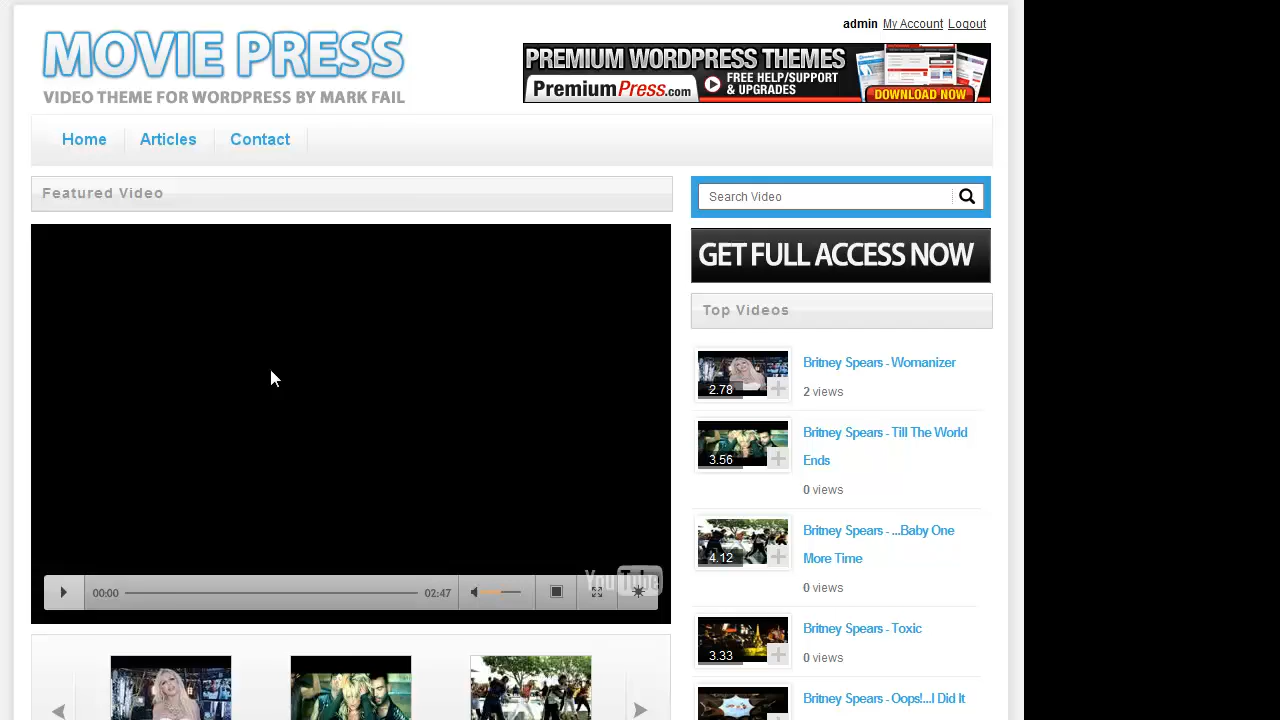 admin My Account Logout
MOVIE PRESS
VIDEO THEME FOR WORDPRESS BY MARK FAIL
PREMIUM WORDPRESS THEMES
PremiumPress.com
FREE HELP/SUPPORT
& UPGRADES
DOWNLOAD NOW
Home
Articles
Contact
Featured Video
Search Video
GET FULL ACCESS NOW
Top Videos
2.78
Britney Spears - Womanizer
2 views
3.56
Britney Spears - Till The World
Ends
0 views
4.12
Britney Spears - ...Baby One
More Time
0 views
3.33
Britney Spears - Toxic
0 views
Britney Spears - Oops!...I Did It
00:00
02:47
YouTube